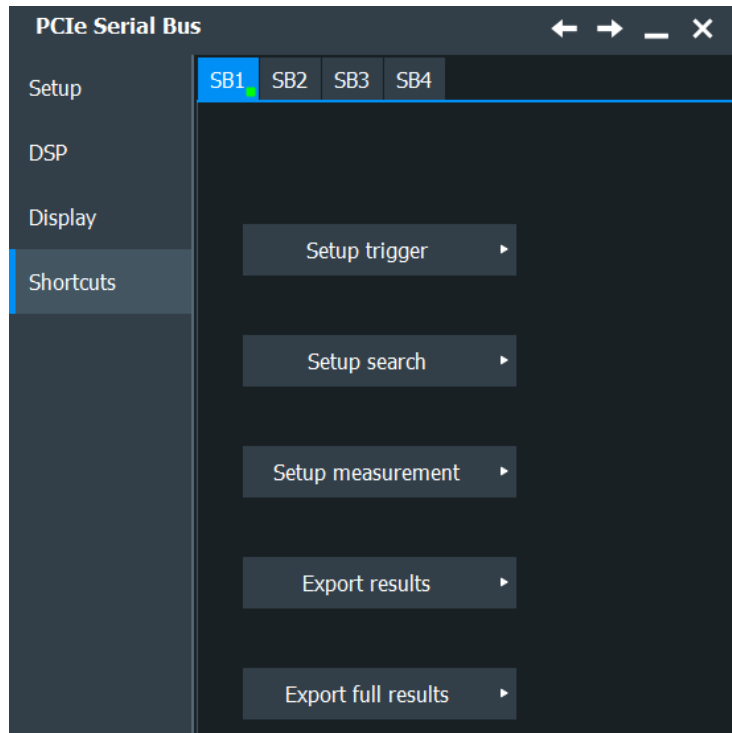 PCIe Serial Bus
Setup
DSP
Display
Shortcuts
SB1 SB2 SB3 SB4
Setup trigger
Setup search
Setup measurement
Export results
Export full results